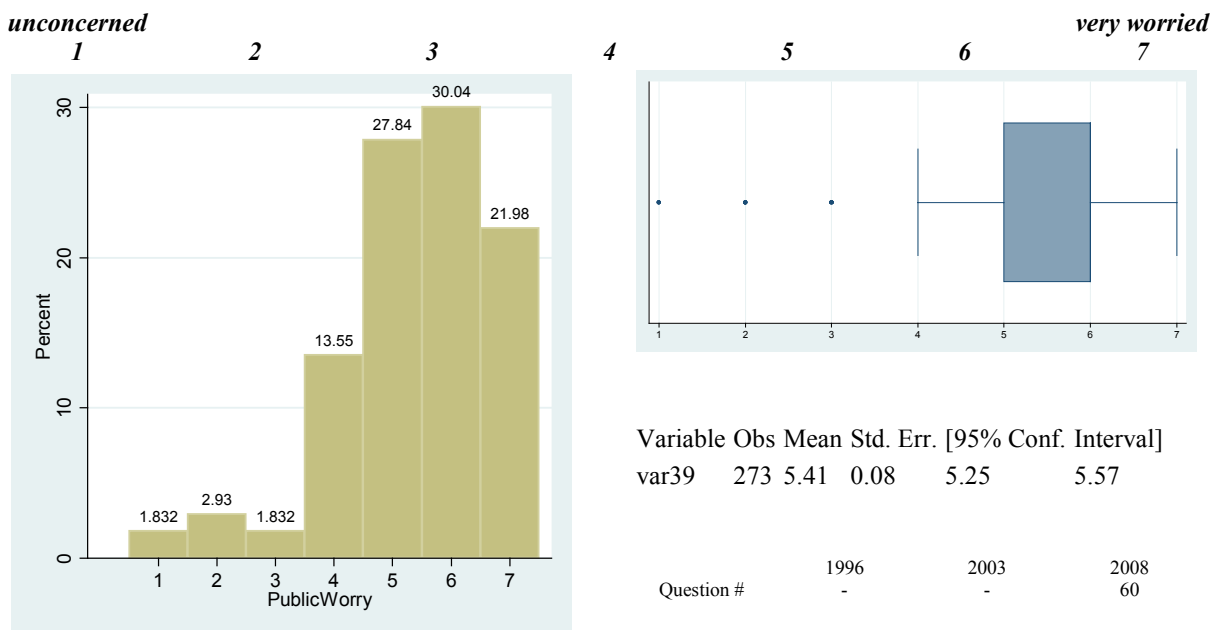 unconcerned very worried
1 2 3 4 5 6 7
30.04
30
27.84
21.98
20
13.55
Percent
10
1.832 2.93 1.832
0
1 2 3 4 5 6 7
PublicWorry
1 2 3 4 5 6 7
Variable Obs Mean Std. Err. [95% Conf. Interval]
var39 273 5.41 0.08 5.25 5.57
1996 2003 2008
Question # - - 60